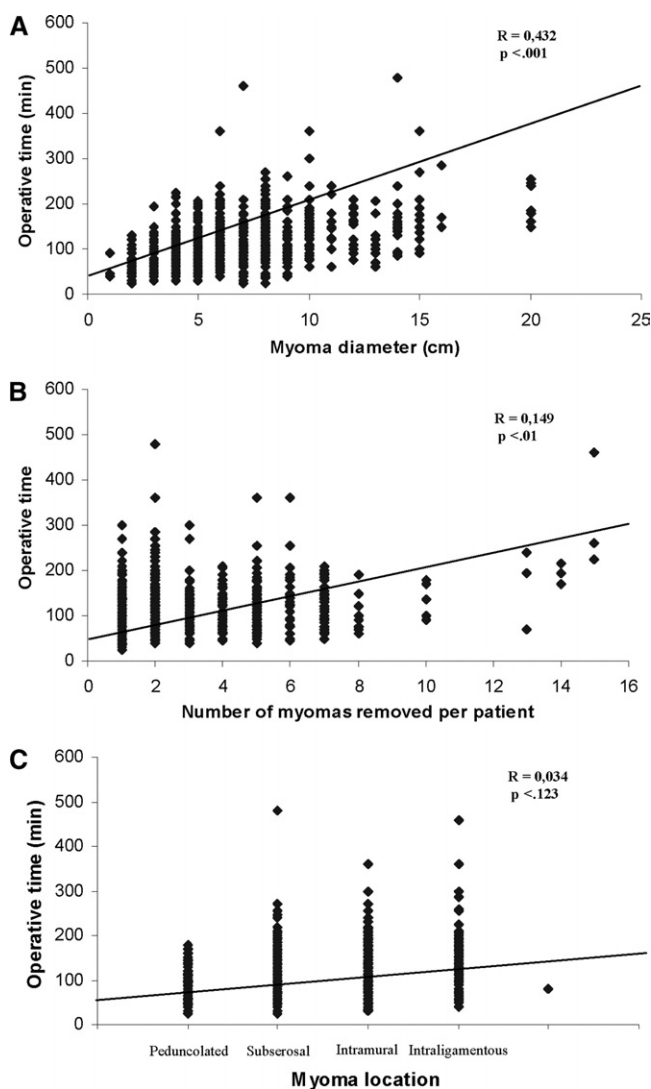 A
600
R = 0,432
p <.001
500
400
300
200
100
0
Operative time (min)
0 5 10 15 20 25
Myoma diameter (cm)
B
600
R = 0,149
p <.01
500
400
300
200
100
0
Operative time
0 2 4 6 8 10 12 14 16
Number of myomas removed per patient
C
600
R = 0,034
p <.123
500
400
300
200
100
0
Operative time (min)
Peduncolated Subserosal Intramural Intraligamentous
Myoma location